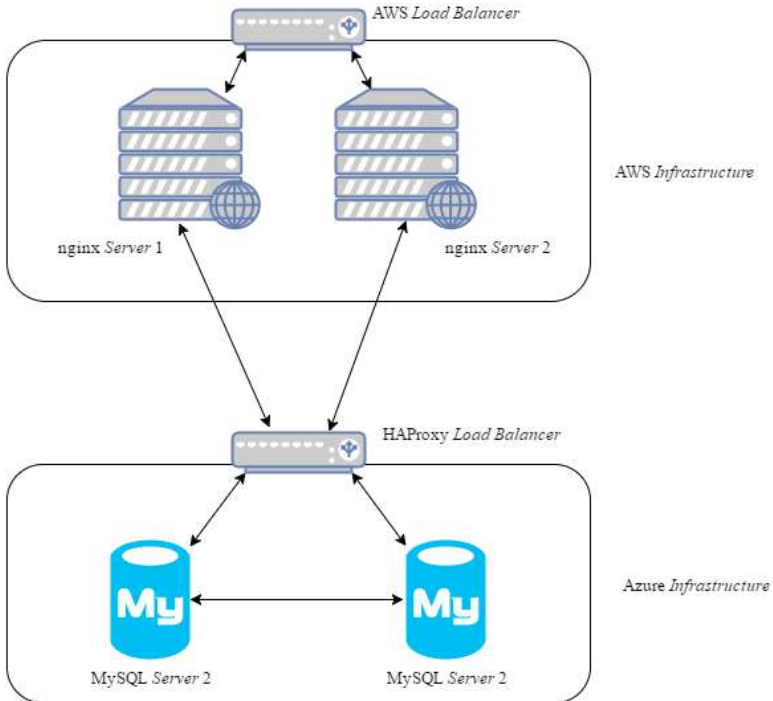 AWS Load Balancer
AWS Infrastructure
nginx Server 1
nginx Server 2
HAProxy Load Balancer
My
My
Azure Infrastructure
MySQL Server 2
MySQL Server 2